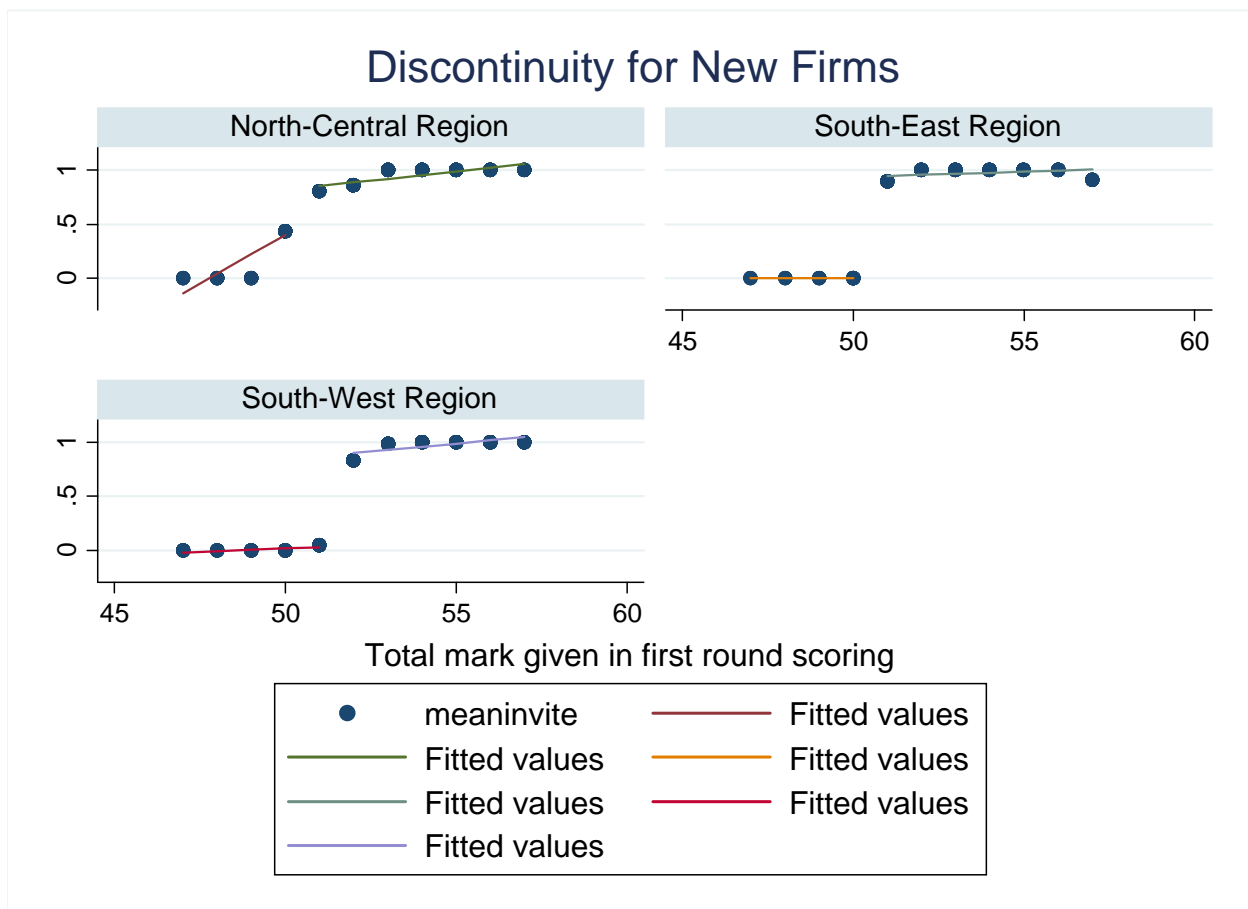 Discontinuity for New Firms
North-Central Region
South-East Region
1
.5
0
45 50 55 60
South-West Region
1
.5
0
45 50 55 60
Total mark given in first round scoring
meaninvite Fitted values
Fitted values Fitted values
Fitted values Fitted values
Fitted values